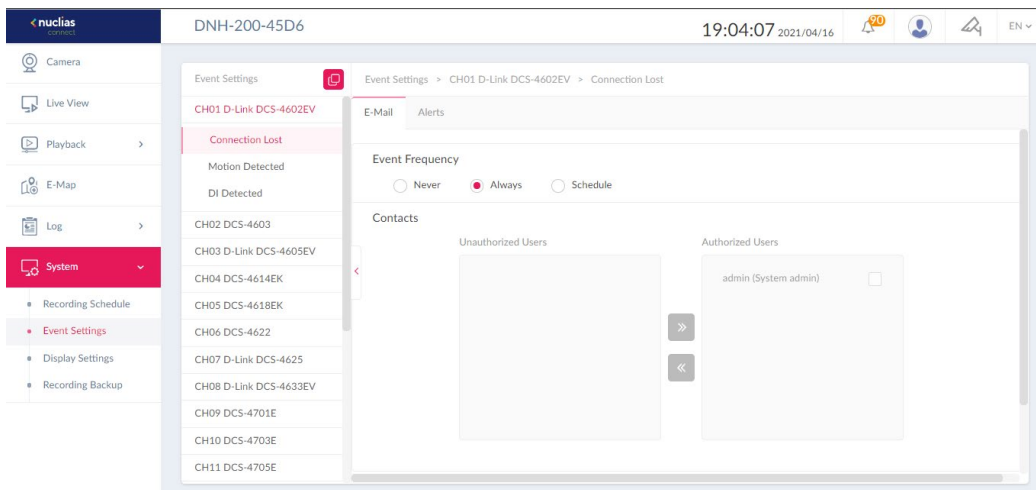 nuclias
connect
DNH-200-45D6
19:04:07 2021/04/16
90
EN
Camera
Live View
Playback
E-Map
Log
System
Recording Schedule
Event Settings
Display Settings
Recording Backup
Event Settings
CH01 D-Link DCS-4602EV
Connection Lost
Motion Detected
DI Detected
CH02 DCS-4603
CH03 D-Link DCS-4605EV
CH04 DCS-4614EK
CH05 DCS-4618EK
CH06 DCS-4622
CH07 D-Link DCS-4625
CH08 D-Link DCS-4633EV
CH09 DCS-4701E
CH10 DCS-4703E
CH11 DCS-4705E
Event Settings > CH01 D-Link DCS-4602EV > Connection Lost
E-Mail Alerts
Event Frequency
Never Always Schedule
Contacts
Unauthorized Users Authorized Users
admin (System admin)